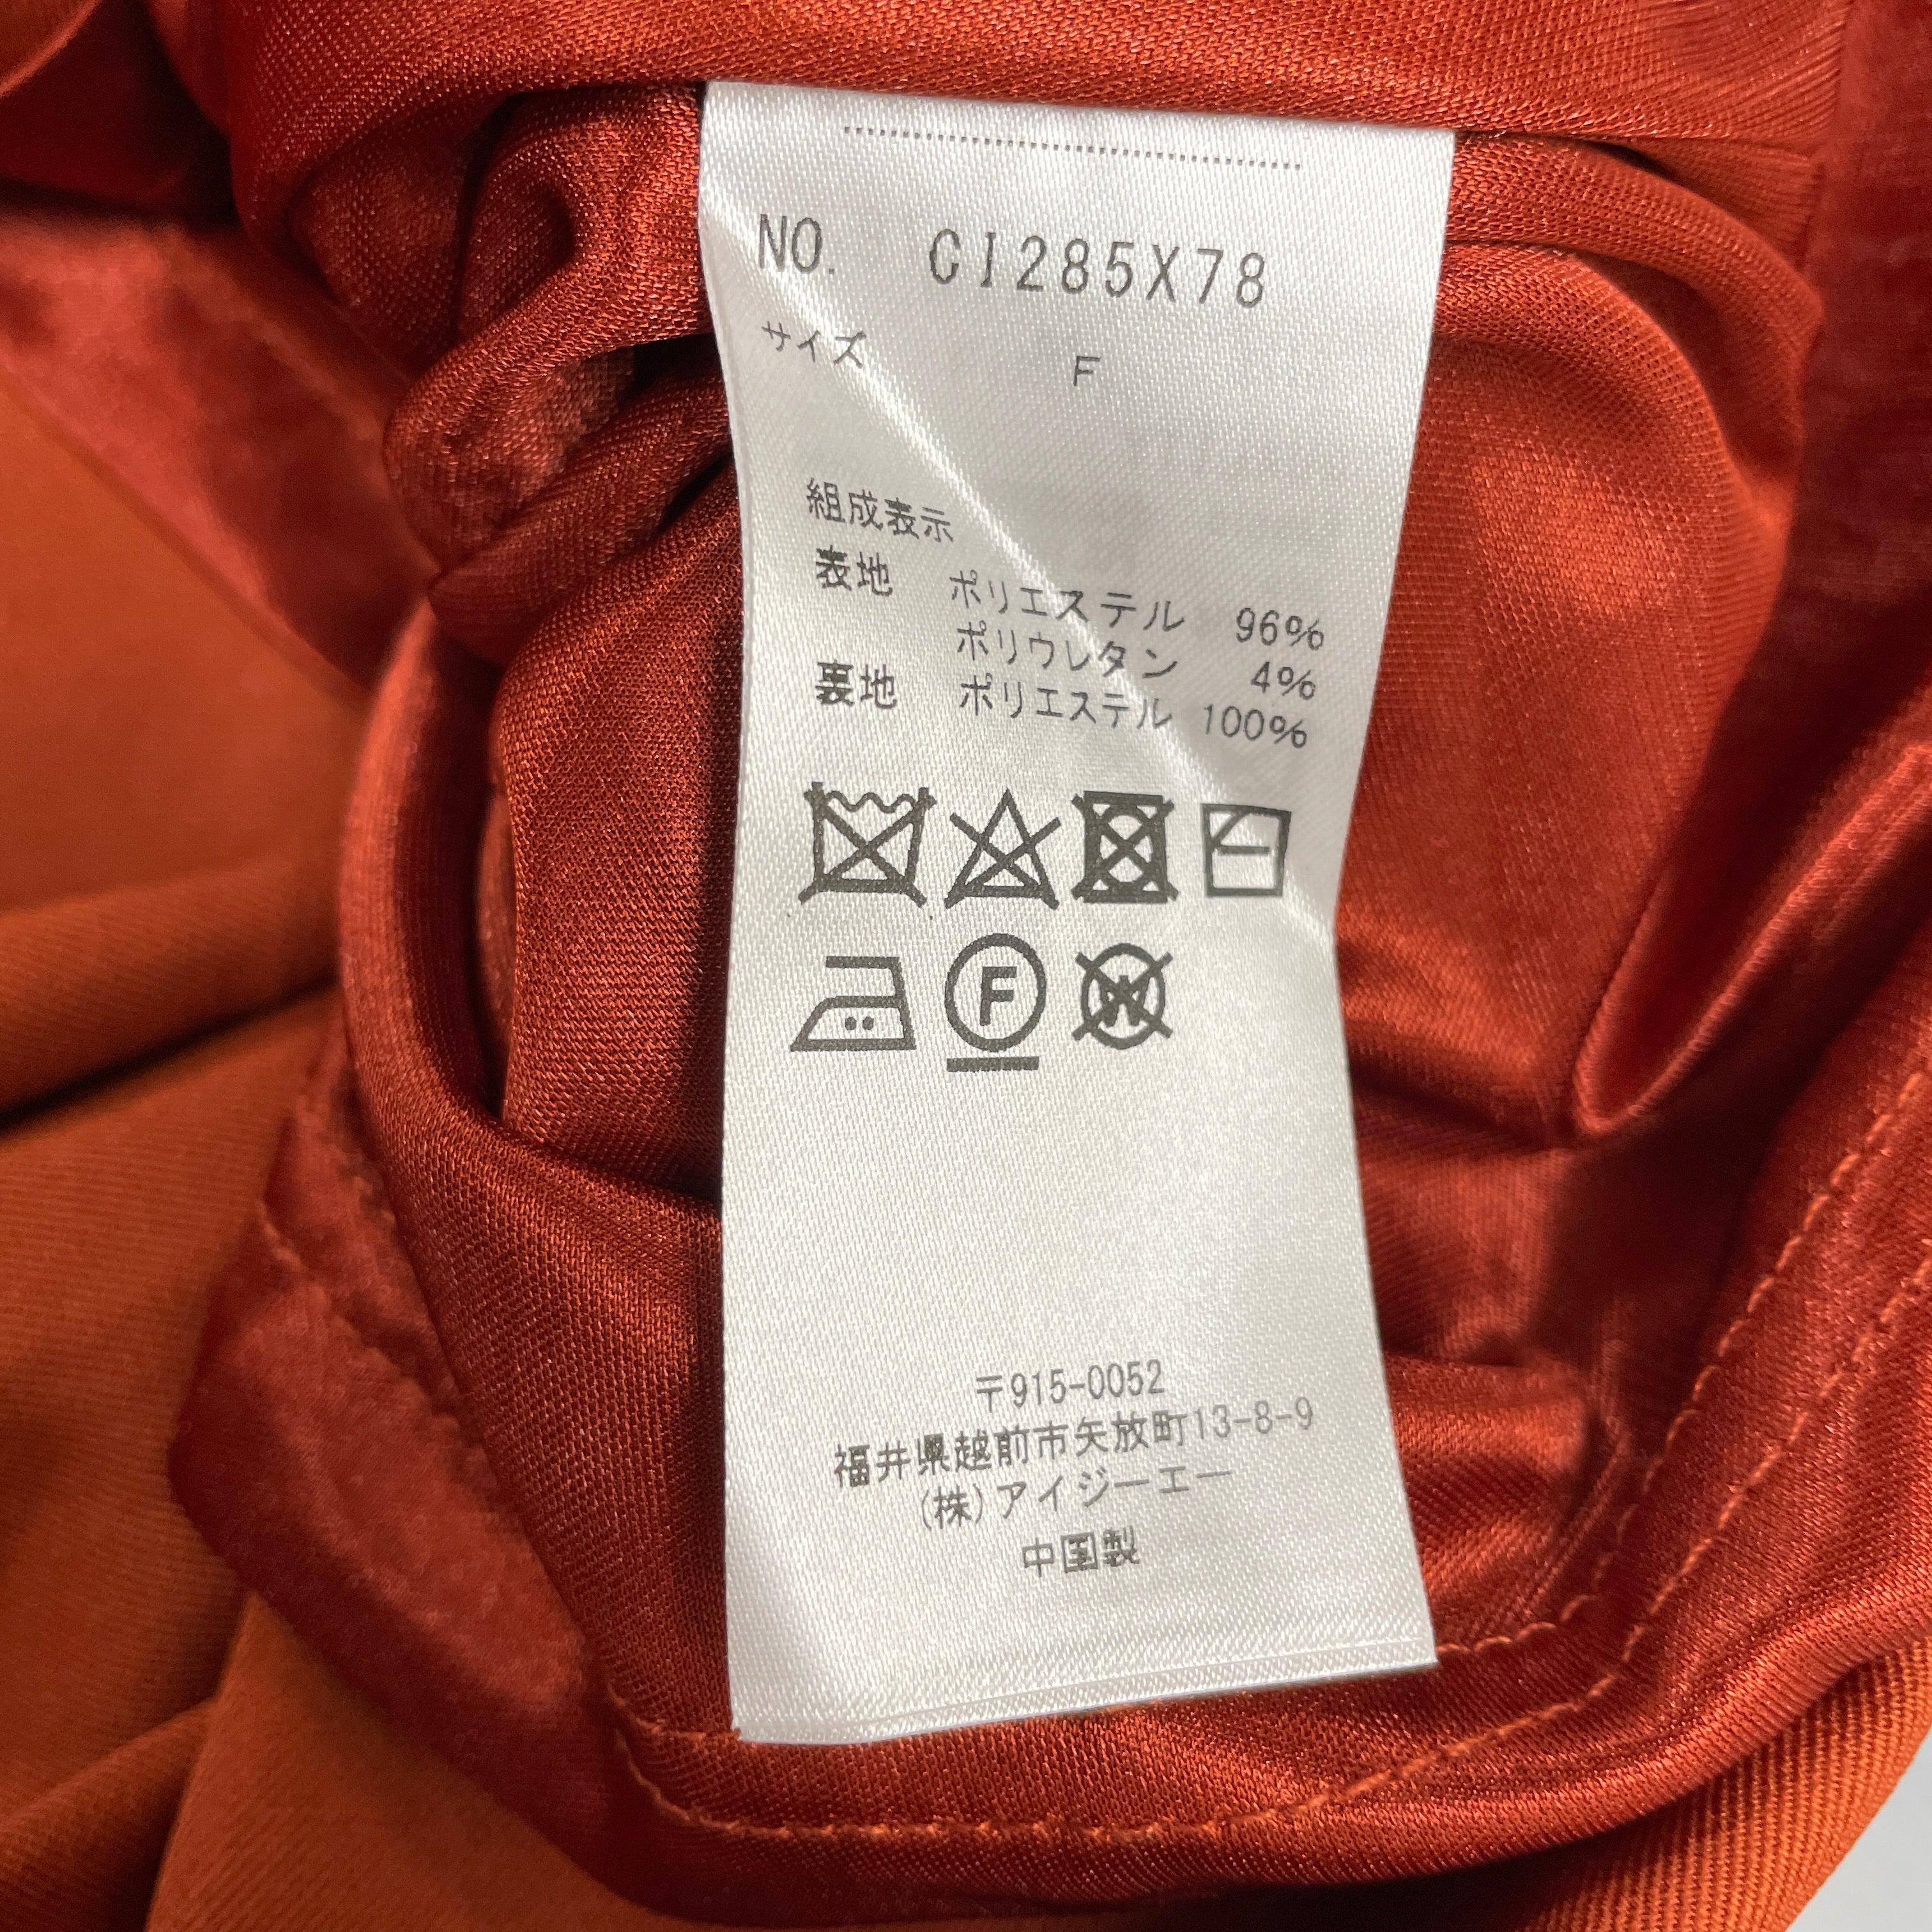 NO. CI285X78
サイズ F
組成表示
表地 ポリエステル 96%
ポリウレタン 4%
裏地 ポリエステル 100%
F
W
〒915-0052
福井県越前市矢放町13-8-9
(株)アイジーエー
中国製